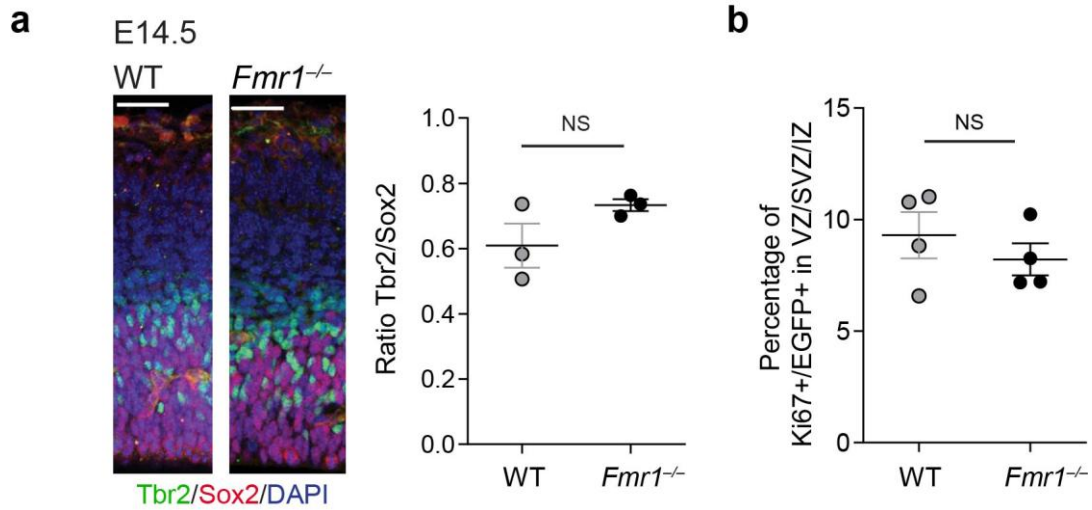 a
E14.5
WT Fmr1–/–
Tbr2/Sox2/DAPI
Ratio Tbr2/Sox2
1.0
0.8
0.6
0.4
0.2
0.0
NS
WT Fmr1–/–
b
Percentage of
Ki67+/EGFP+ in VZ/SVZ/IZ
15
10
5
0
NS
WT Fmr1–/–